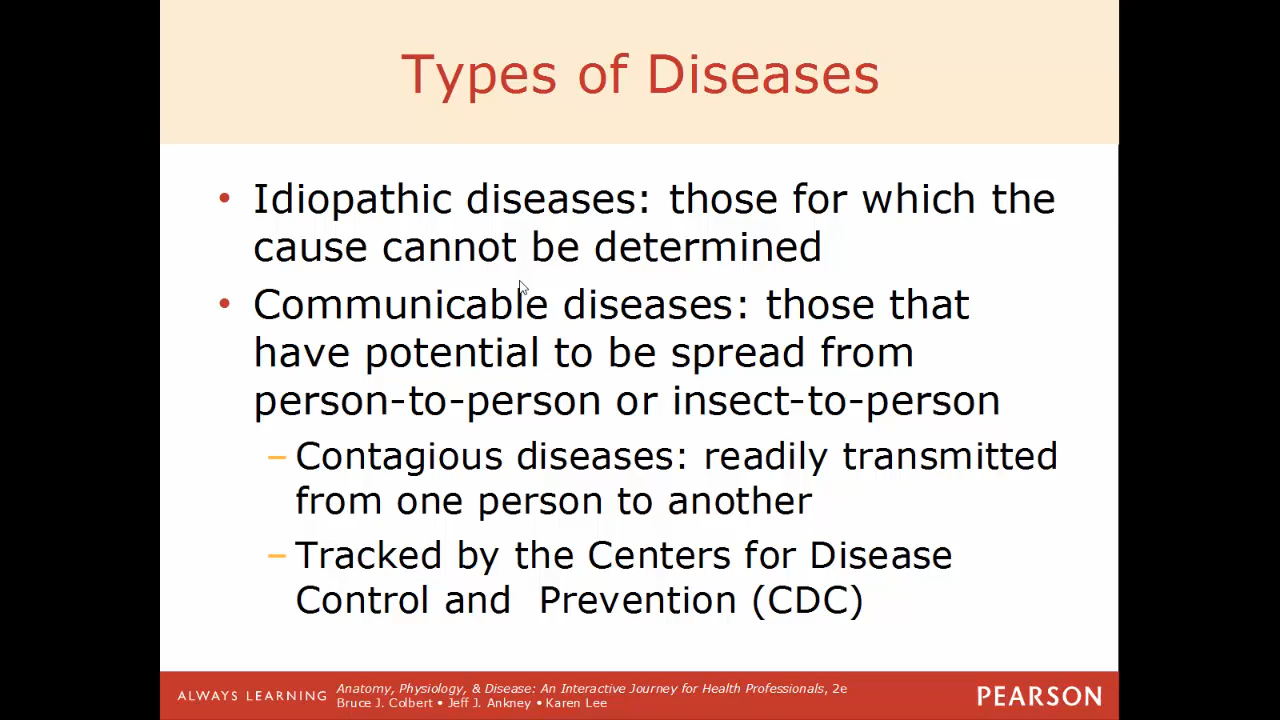 Types of Diseases
• Idiopathic diseases: those for which the
cause cannot be determined
• Communicable diseases: those that
have potential to be spread from
person-to-person or insect-to-person
– Contagious diseases: readily transmitted
from one person to another
– Tracked by the Centers for Disease
Control and  Prevention (CDC)
ALWAYS LEARNING
Anatomy, Physiology, & Disease: An Interactive Journey for Health Professionals, 2e
Bruce J. Colbert • Jeff J. Ankney • Karen Lee
PEARSON